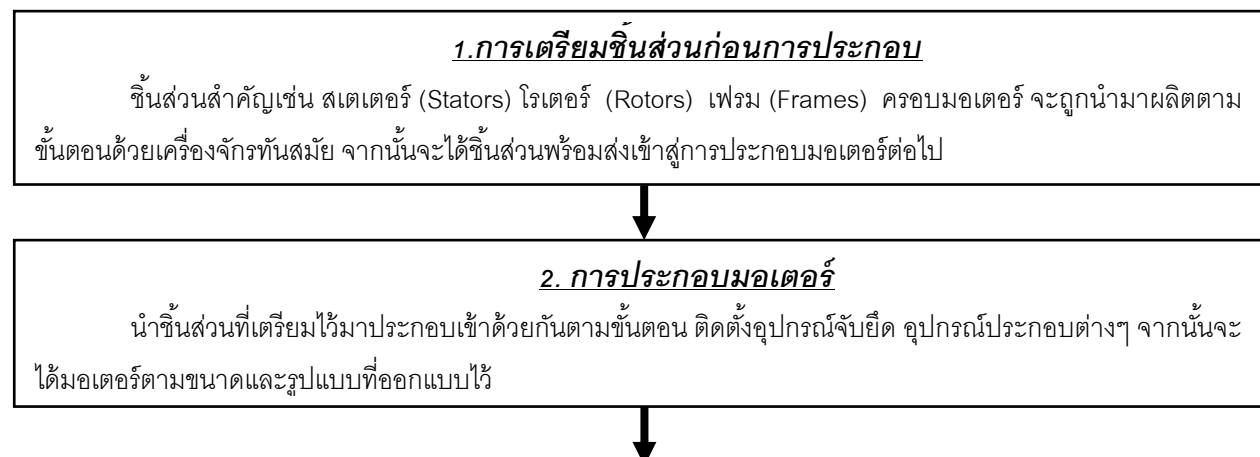 1.การเตรียมชิ้นส่วนก่อนการประกอบ
ชิ้นส่วนสำคัญเช่น สเตเตอร์ (Stators) โรเตอร์ (Rotors) เฟรม (Frames) ครอบมอเตอร์ จะถูกนำมาผลิตตาม
ขั้นตอนด้วยเครื่องจักรทันสมัย จากนั้นจะได้ชิ้นส่วนพร้อมส่งเข้าสู่การประกอบมอเตอร์ต่อไป
2. การประกอบมอเตอร์
นำชิ้นส่วนที่เตรียมไว้มาประกอบเข้าด้วยกันตามขั้นตอน ติดตั้งอุปกรณ์จับยึด อุปกรณ์ประกอบต่างๆ จากนั้นจะ
ได้มอเตอร์ตามขนาดและรูปแบบที่ออกแบบไว้